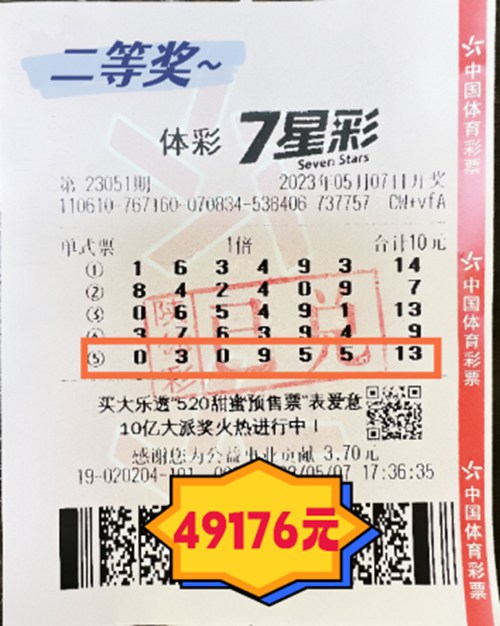 二等奖~
体彩 7星彩
Seven Stars
第 23051期 2023年05月07日开奖
110610-767160-070834-538406 737757 CW+vfA
单式票 1倍 合计10元
① 1 6 3 4 9 3 14
② 8 4 2 4 0 9 7
③ 0 6 5 4 9 1 13
④ 3 7 6 3 9 4 9
⑤ 0 3 0 9 5 5 13
已兑
买大乐透"520甜蜜预售票"表爱意
10亿大派奖火热进行中！
感谢您为公益事业贡献 3.70元
19-020204-101 /05/07 17:36:35
49176元
中国体育彩票
中国体育彩票
中国体育彩票